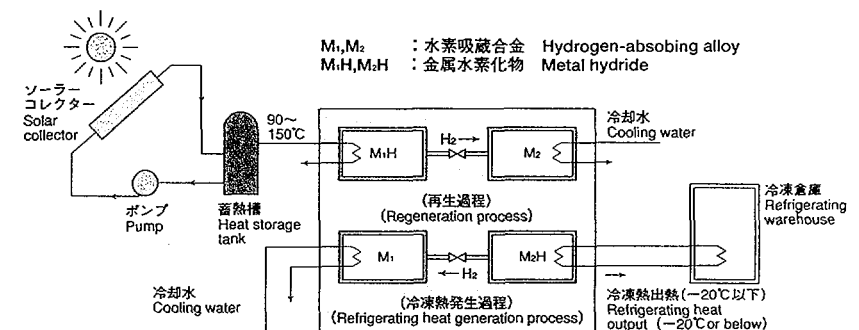 M₁,M₂ ：水素吸蔵合金 Hydrogen-absobing alloy
M₁H,M₂H ：金属水素化物 Metal hydride
ソーラー
コレクター
Solar
collector
90～
150℃
冷却水
Cooling water
M₁H
H₂→
M₂
(再生過程)
(Regeneration process)
ポンプ
Pump
蓄熱槽
Heat storage
tank
冷凍倉庫
Refrigerating
warehouse
M₁
←H₂
M₂H
冷却水
Cooling water
(冷凍熱発生過程)
(Refrigerating heat generation process)
冷凍熱出熱(－20℃以下)
Refrigerating heat
output (－20℃or below)